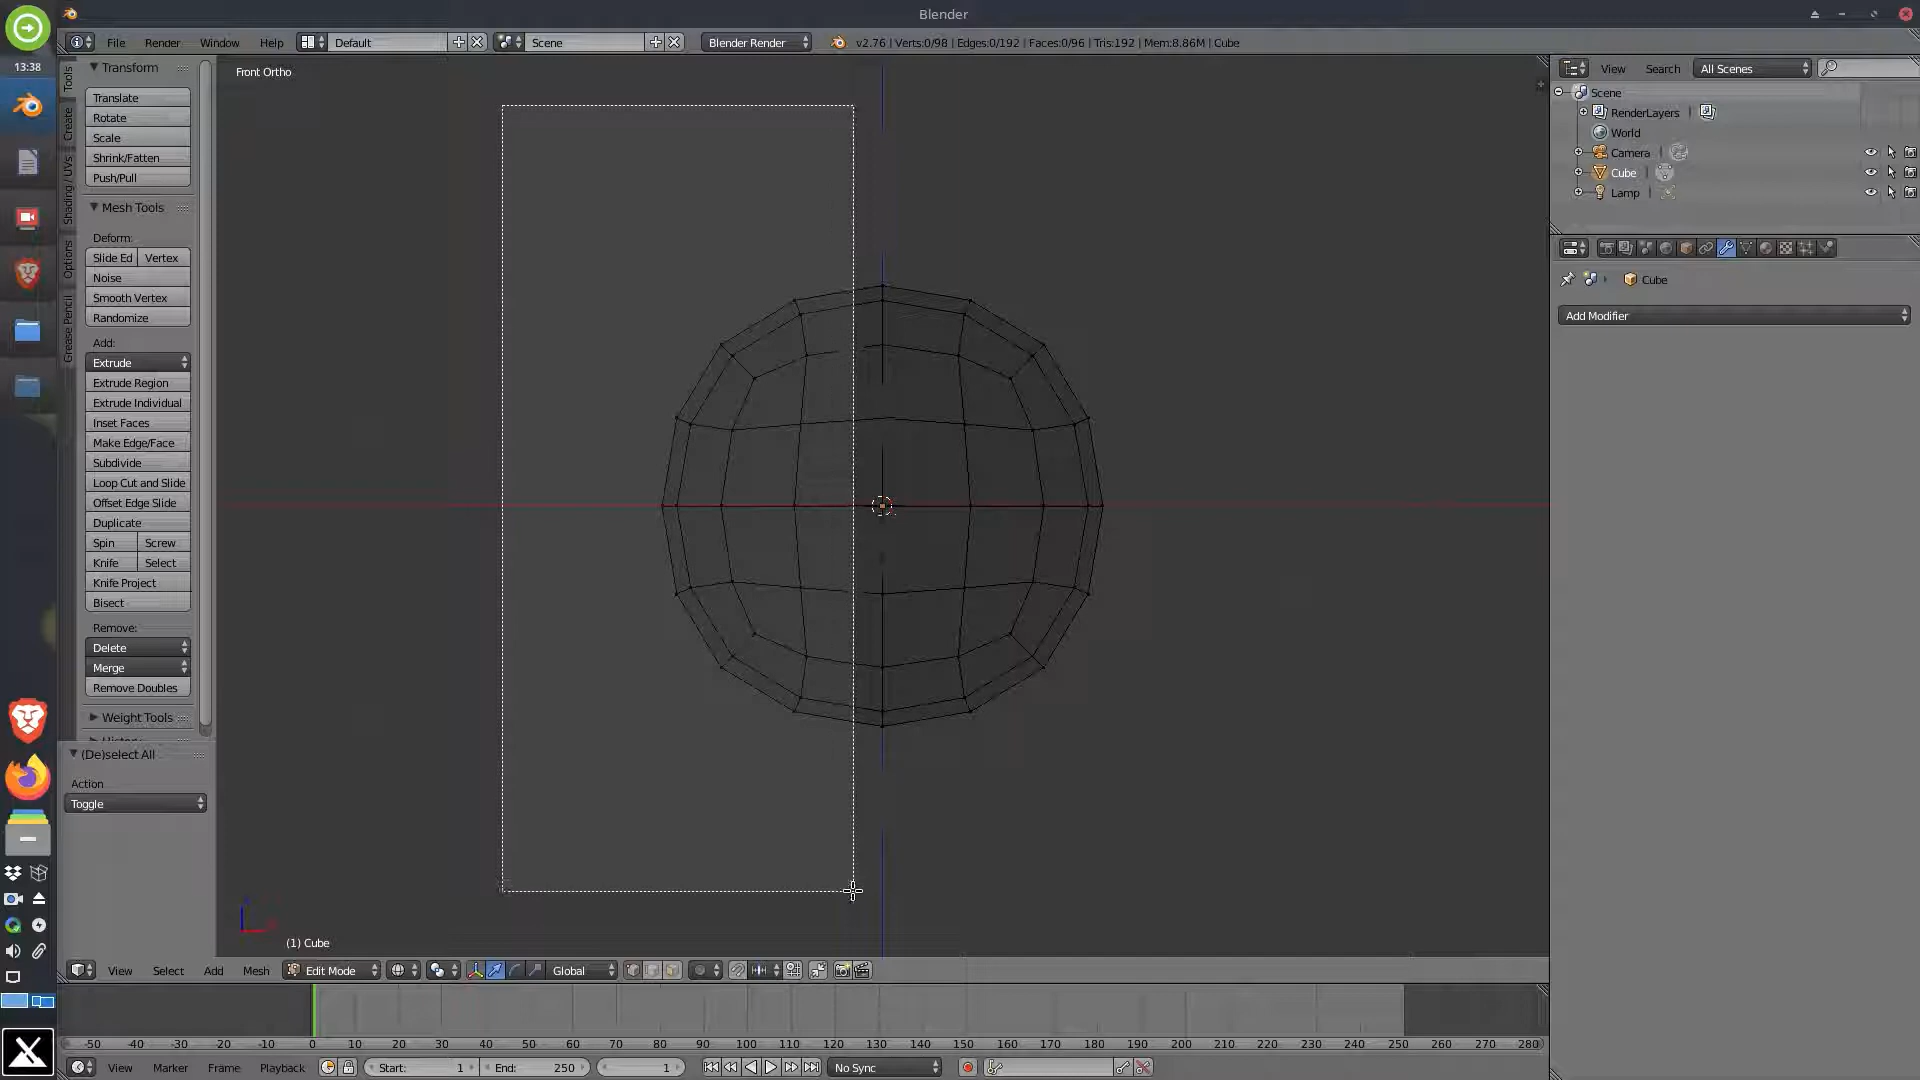 Blender
13:38
File Render Window Help Default Scene Blender Render v2.76 | Verts:0/98 | Edges:0/192 | Faces:0/96 | Tris:192 | Mem:8.86M | Cube
Tools
Create
Shading / UVs
Options
Grease Pencil
Transform
Translate
Rotate
Scale
Shrink/Fatten
Push/Pull
Mesh Tools
Deform:
Slide Ed Vertex
Noise
Smooth Vertex
Randomize
Add:
Extrude
Extrude Region
Extrude Individual
Inset Faces
Make Edge/Face
Subdivide
Loop Cut and Slide
Offset Edge Slide
Duplicate
Spin Screw
Knife Select
Knife Project
Bisect
Remove:
Delete
Merge
Remove Doubles
Weight Tools
(De)select All
Action
Toggle
Front Ortho
(1) Cube
View Search All Scenes
Scene
RenderLayers
World
Camera
Cube
Lamp
Cube
Add Modifier
View Select Add Mesh Edit Mode Global
-50 -40 -30 -20 -10 0 10 20 30 40 50 60 70 80 90 100 110 120 130 140 150 160 170 180 190 200 210 220 230 240 250 260 270 280
View Marker Frame Playback Start: 1 End: 250 1 No Sync